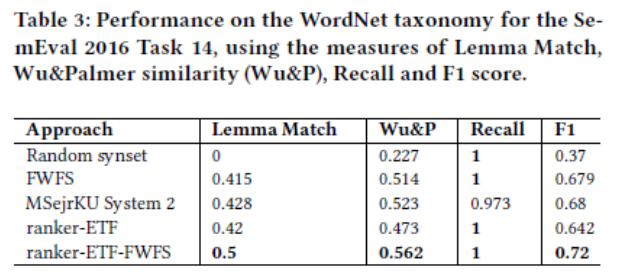 Table 3: Performance on the WordNet taxonomy for the Se-
mEval 2016 Task 14, using the measures of Lemma Match,
Wu&Palmer similarity (Wu&P), Recall and F1 score.
Approach Lemma Match Wu&P Recall F1
Random synset 0 0.227 1 0.37
FWFS 0.415 0.514 1 0.679
MSejrKU System 2 0.428 0.523 0.973 0.68
ranker-ETF 0.42 0.473 1 0.642
ranker-ETF-FWFS 0.5 0.562 1 0.72